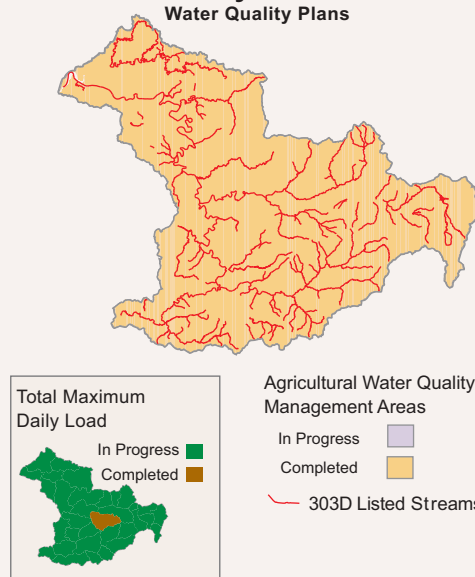 Water Quality Plans
Total Maximum
Daily Load
In Progress
Completed
Agricultural Water Quality
Management Areas
In Progress
Completed
303D Listed Streams